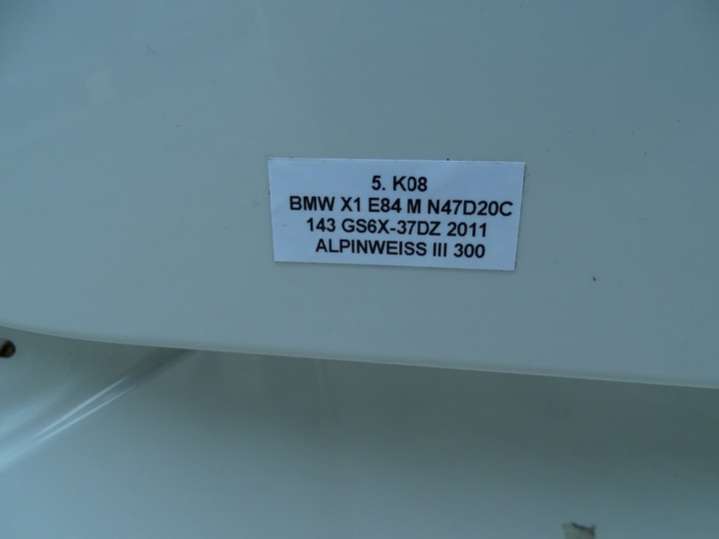 5. K08
BMW X1 E84 M N47D20C
143 GS6X-37DZ 2011
ALPINWEISS III 300